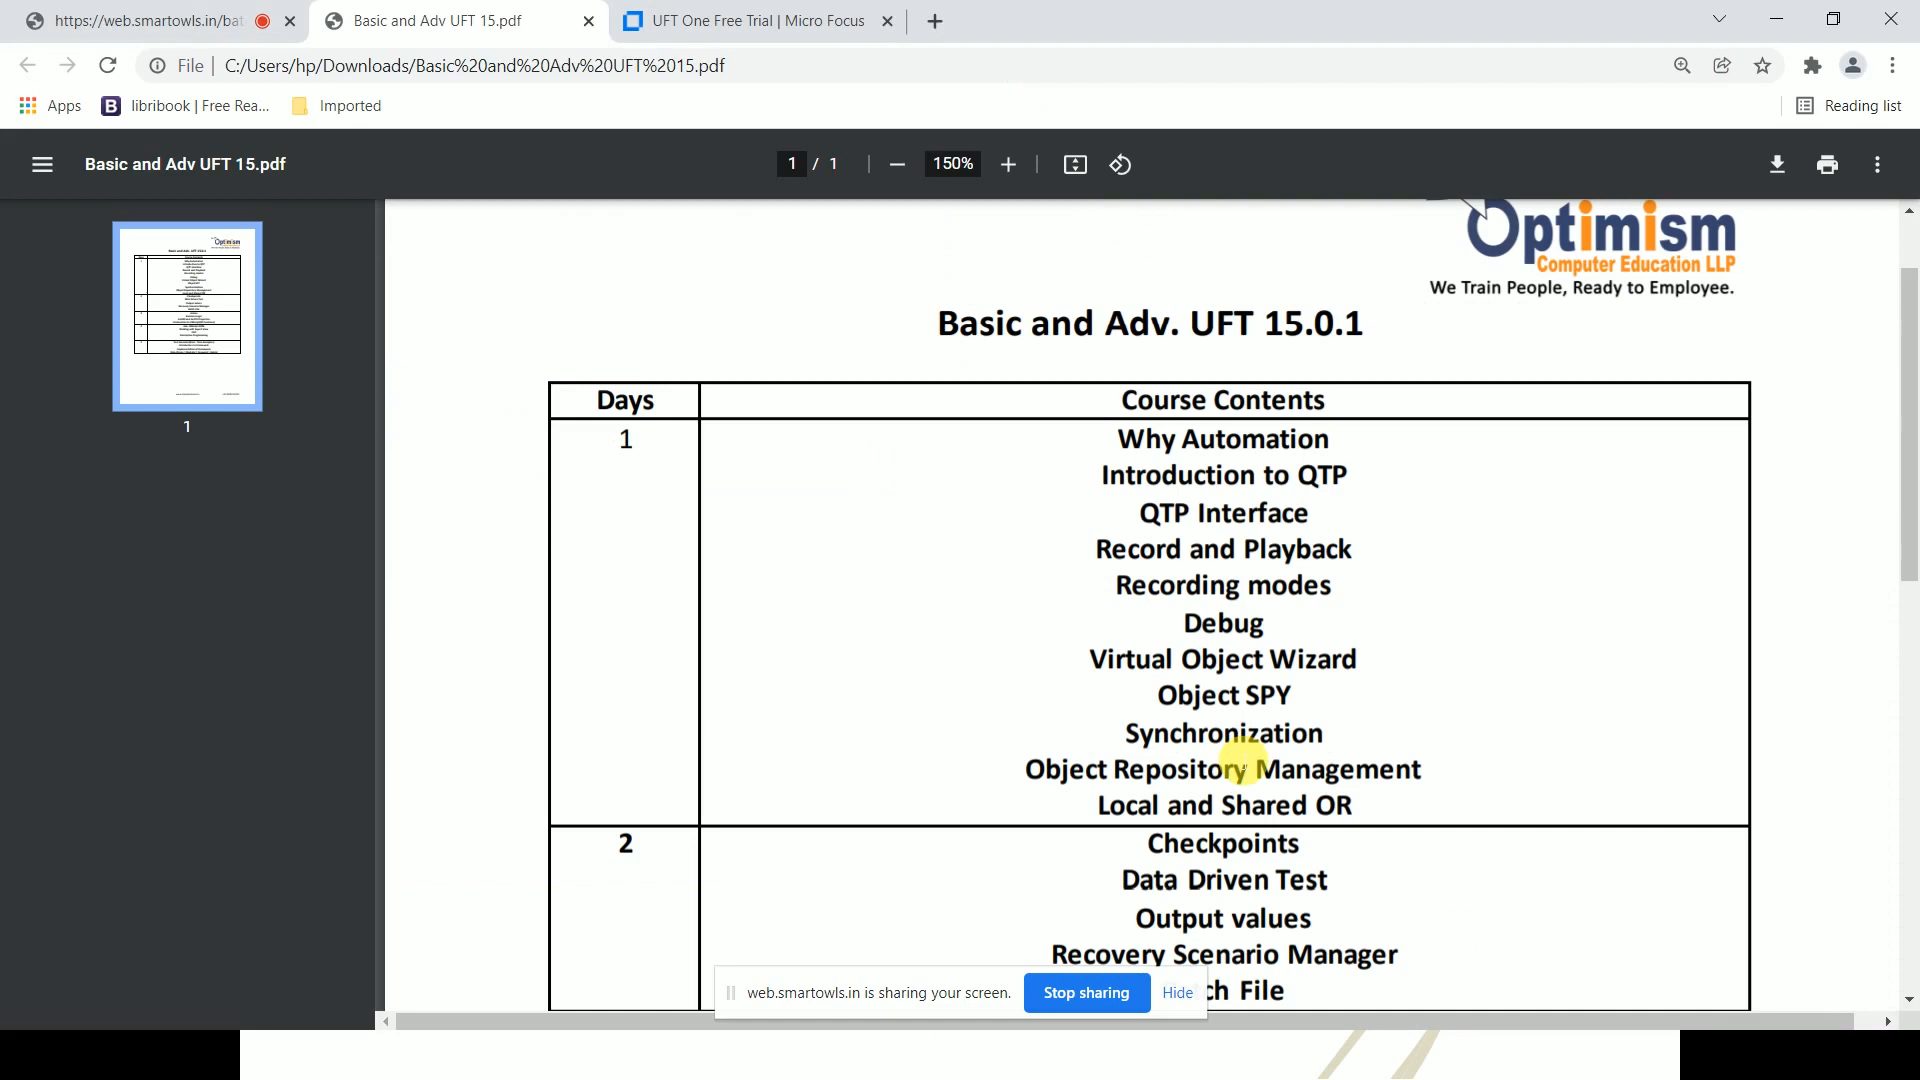 https://web.smartowls.in/bat
Basic and Adv UFT 15.pdf
UFT One Free Trial | Micro Focus
File
C:/Users/hp/Downloads/Basic%20and%20Adv%20UFT%2015.pdf
Apps
B
libribook | Free Rea...
Imported
Reading list
Basic and Adv UFT 15.pdf
1 / 1
150%
Optimism
Computer Education LLP
We Train People, Ready to Employee.
1
Basic and Adv. UFT 15.0.1
Days
Course Contents
1
Why Automation
Introduction to QTP
QTP Interface
Record and Playback
Recording modes
Debug
Virtual Object Wizard
Object SPY
Synchronization
Object Repository Management
Local and Shared OR
2
Checkpoints
Data Driven Test
Output values
Recovery Scenario Manager
ch File
web.smartowls.in is sharing your screen.
Stop sharing
Hide